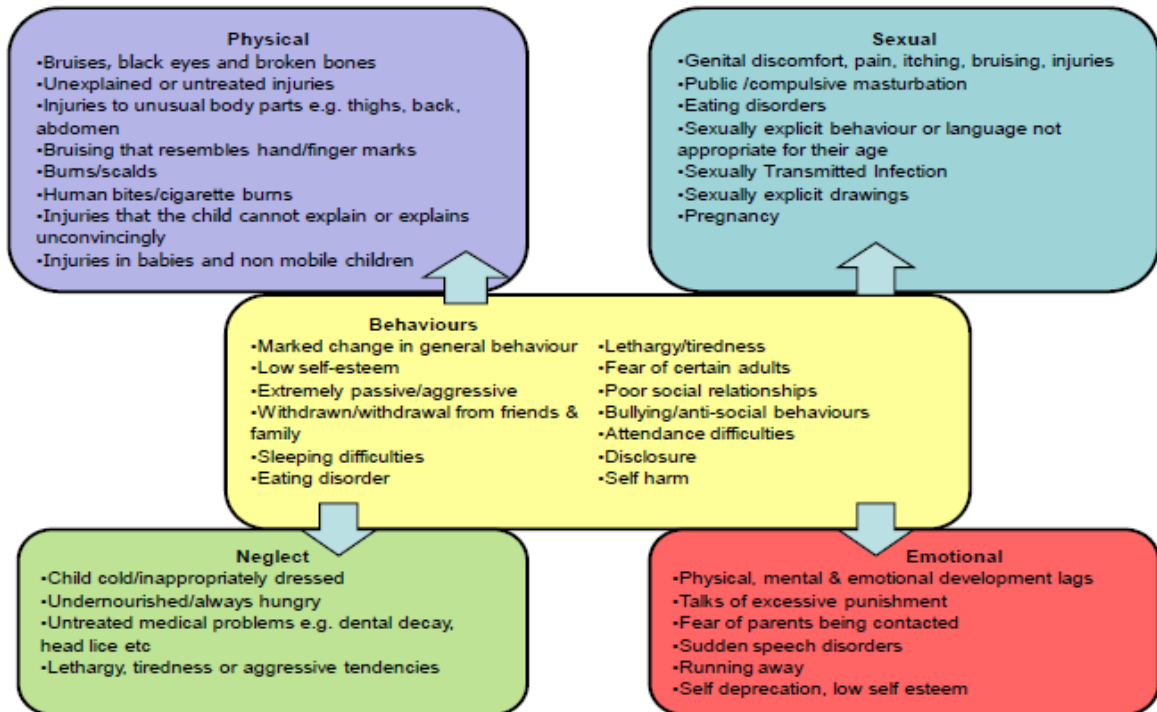 Physical
•Bruises, black eyes and broken bones
•Unexplained or untreated injuries
•Injuries to unusual body parts e.g. thighs, back,
abdomen
•Bruising that resembles hand/finger marks
•Burns/scalds
•Human bites/cigarette burns
•Injuries that the child cannot explain or explains
unconvincingly
•Injuries in babies and non mobile children
Sexual
•Genital discomfort, pain, itching, bruising, injuries
•Public /compulsive masturbation
•Eating disorders
•Sexually explicit behaviour or language not
appropriate for their age
•Sexually Transmitted Infection
•Sexually explicit drawings
•Pregnancy
Behaviours
•Marked change in general behaviour
•Low self-esteem
•Extremely passive/aggressive
•Withdrawn/withdrawal from friends &
family
•Sleeping difficulties
•Eating disorder
•Lethargy/tiredness
•Fear of certain adults
•Poor social relationships
•Bullying/anti-social behaviours
•Attendance difficulties
•Disclosure
•Self harm
Neglect
•Child cold/inappropriately dressed
•Undernourished/always hungry
•Untreated medical problems e.g. dental decay,
head lice etc
•Lethargy, tiredness or aggressive tendencies
Emotional
•Physical, mental & emotional development lags
•Talks of excessive punishment
•Fear of parents being contacted
•Sudden speech disorders
•Running away
•Self deprecation, low self esteem